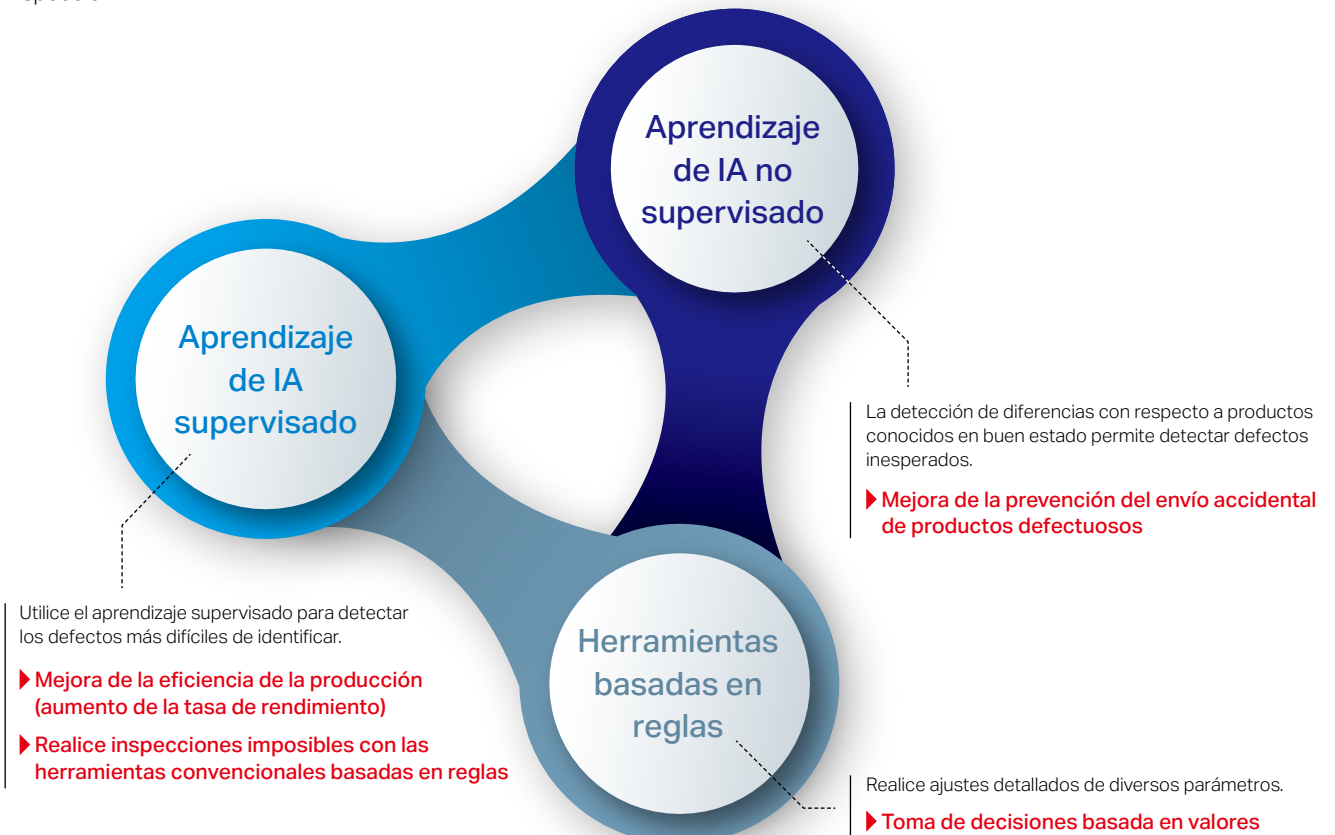 Aprendizaje
de IA no
supervisado
Aprendizaje
de IA
supervisado
La detección de diferencias con respecto a productos
conocidos en buen estado permite detectar defectos
inesperados.
Mejora de la prevención del envío accidental
de productos defectuosos
Utilice el aprendizaje supervisado para detectar
los defectos más difíciles de identificar.
Mejora de la eficiencia de la producción
(aumento de la tasa de rendimiento)
Realice inspecciones imposibles con las
herramientas convencionales basadas en reglas
Herramientas
basadas en
reglas
Realice ajustes detallados de diversos parámetros.
Toma de decisiones basada en valores